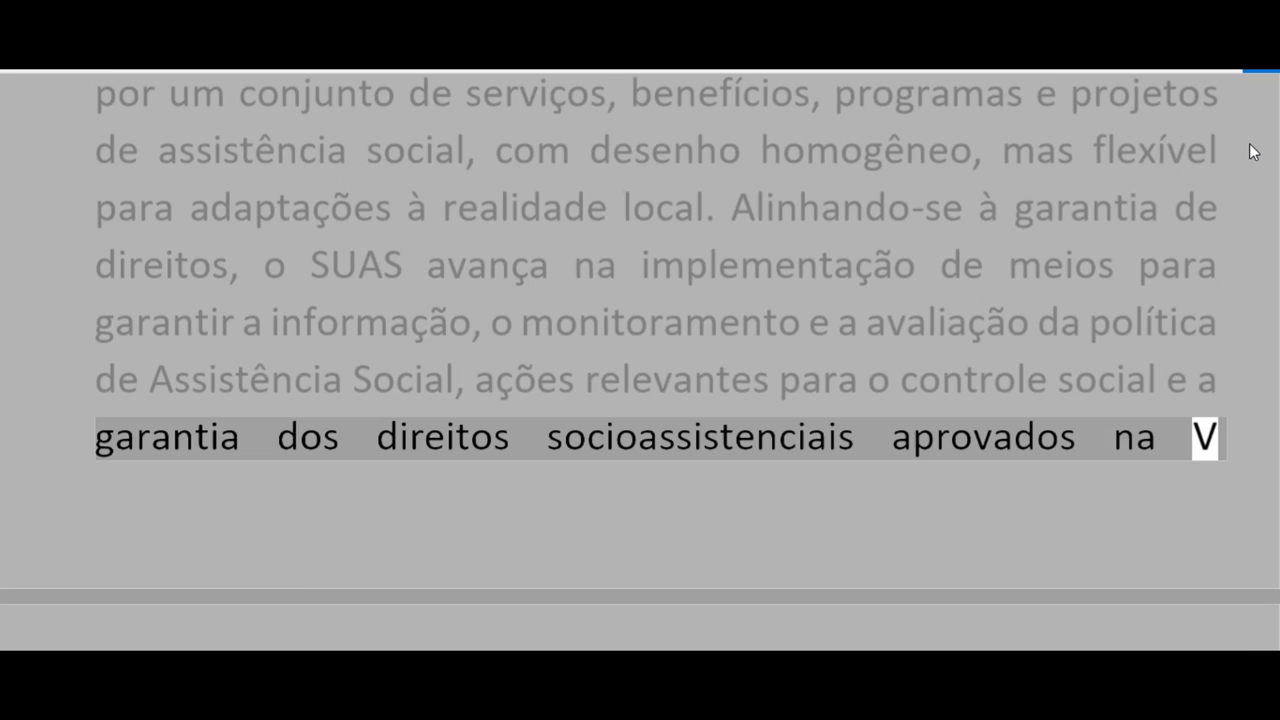 por um conjunto de serviços, benefícios, programas e projetos
de assistência social, com desenho homogêneo, mas flexível
para adaptações à realidade local. Alinhando-se à garantia de
direitos, o SUAS avança na implementação de meios para
garantir a informação, o monitoramento e a avaliação da política
de Assistência Social, ações relevantes para o controle social e a
garantia dos direitos socioassistenciais aprovados na V